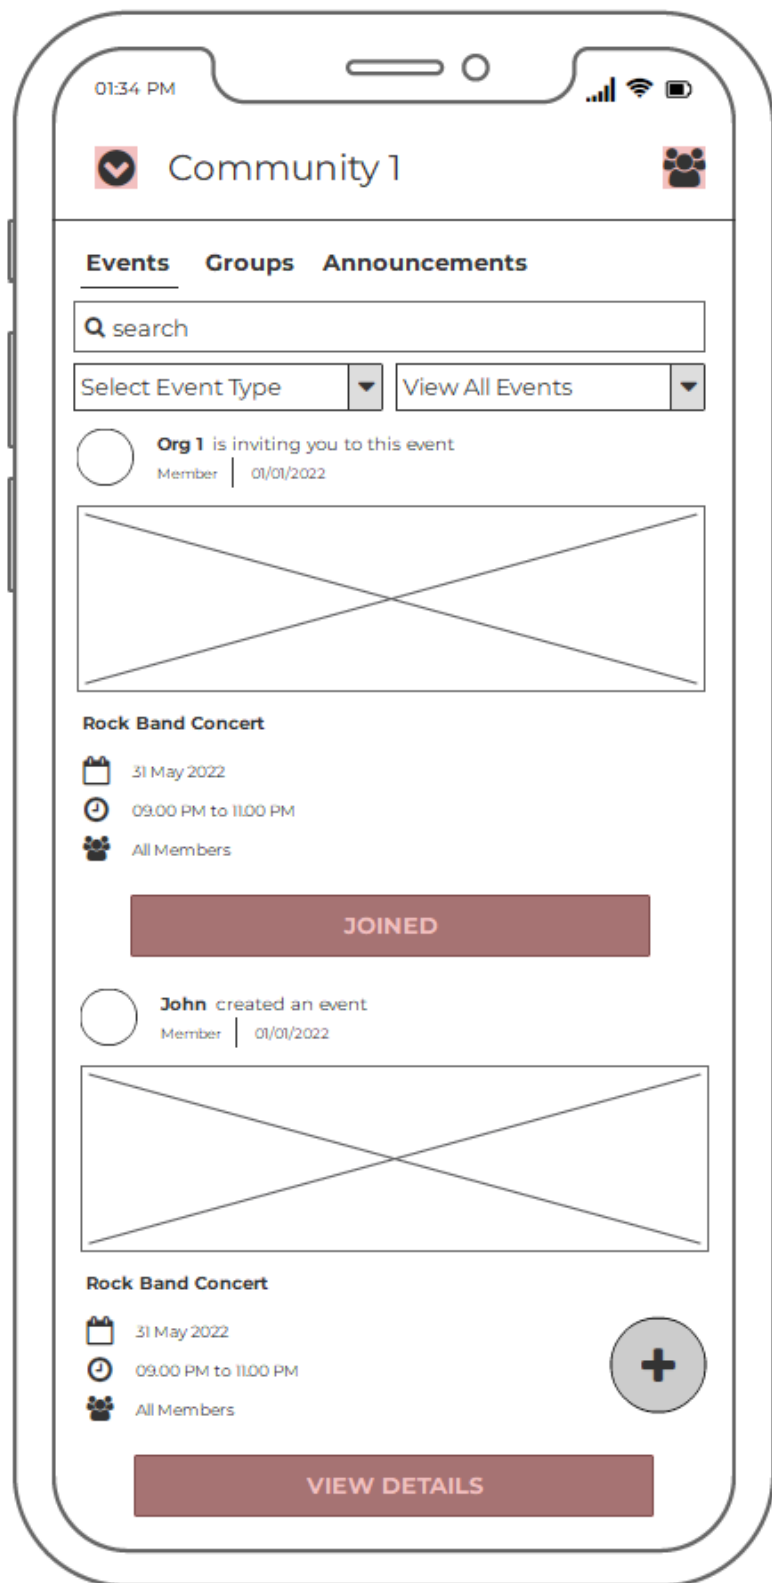 01:34 PM
Community 1
Events Groups Announcements
search
Select Event Type View All Events
Org 1 is inviting you to this event
Member 01/01/2022
Rock Band Concert
31 May 2022
09.00 PM to 11.00 PM
All Members
JOINED
John created an event
Member 01/01/2022
Rock Band Concert
31 May 2022
09.00 PM to 11.00 PM
All Members
VIEW DETAILS